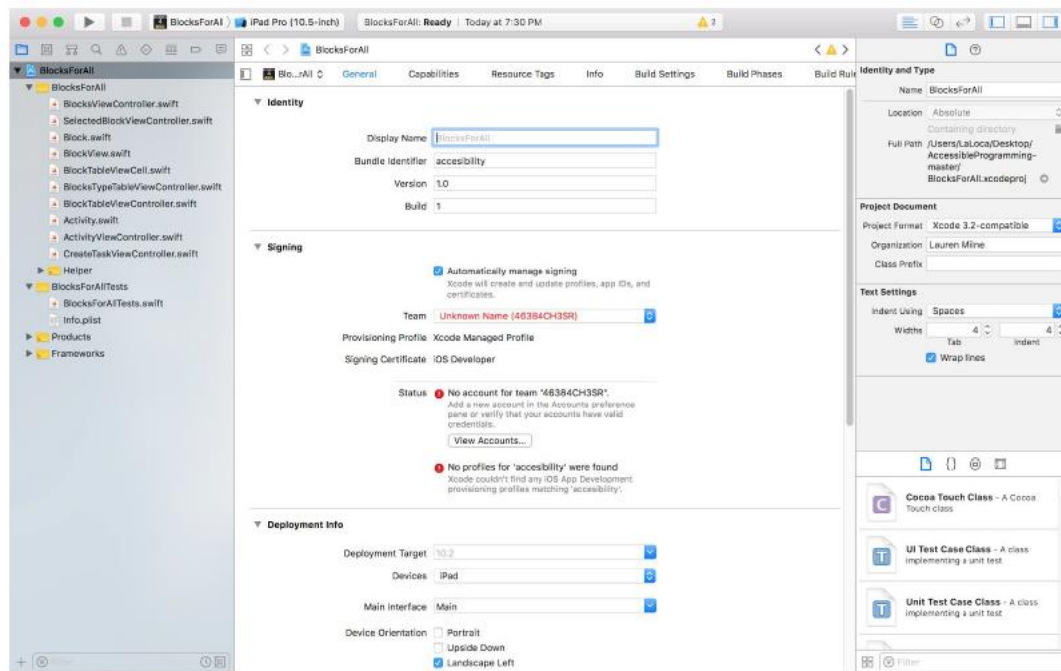 BlocksForAll
iPad Pro (10.5-inch)
BlocksForAll: Ready | Today at 7:30 PM
2
BlocksForAll
BlocksForAll
BlocksForAll
BlocksViewController.swift
SelectedBlockViewController.swift
Block.swift
BlockView.swift
BlockTableViewCell.swift
BlocksTypeTableViewController.swift
BlockTableViewController.swift
Activity.swift
ActivityViewController.swift
CreateTaskViewController.swift
Helper
BlocksForAllTests
BlocksForAllTests.swift
Info.plist
Products
Frameworks
Filter
Blo...rAll
General
Capabilities
Resource Tags
Info
Build Settings
Build Phases
Build Rule
Identity
Display Name BlocksForAll
Bundle Identifier accesibility
Version 1.0
Build 1
Signing
Automatically manage signing
Xcode will create and update profiles, app IDs, and
certificates.
Team Unknown Name (46384CH3SR)
Provisioning Profile Xcode Managed Profile
Signing Certificate iOS Developer
Status No account for team "46384CH3SR".
Add a new account in the Accounts preference
pane or verify that your accounts have valid
credentials.
View Accounts...
No profiles for 'accesibility' were found
Xcode couldn't find any iOS App Development
provisioning profiles matching 'accesibility'.
Deployment Info
Deployment Target 10.2
Devices iPad
Main Interface Main
Device Orientation Portrait
Upside Down
Landscape Left
Identity and Type
Name BlocksForAll
Location Absolute
Containing directory
Full Path /Users/LaLoca/Desktop/
AccessibleProgramming-
master/
BlocksForAll.xcodeproj
Project Document
Project Format Xcode 3.2-compatible
Organization Lauren Milne
Class Prefix
Text Settings
Indent Using Spaces
Widths 4 4
Tab Indent
Wrap lines
{}
C
Cocoa Touch Class - A Cocoa
Touch class
T
UI Test Case Class - A class
implementing a unit test
T
Unit Test Case Class - A class
implementing a unit test
Filter